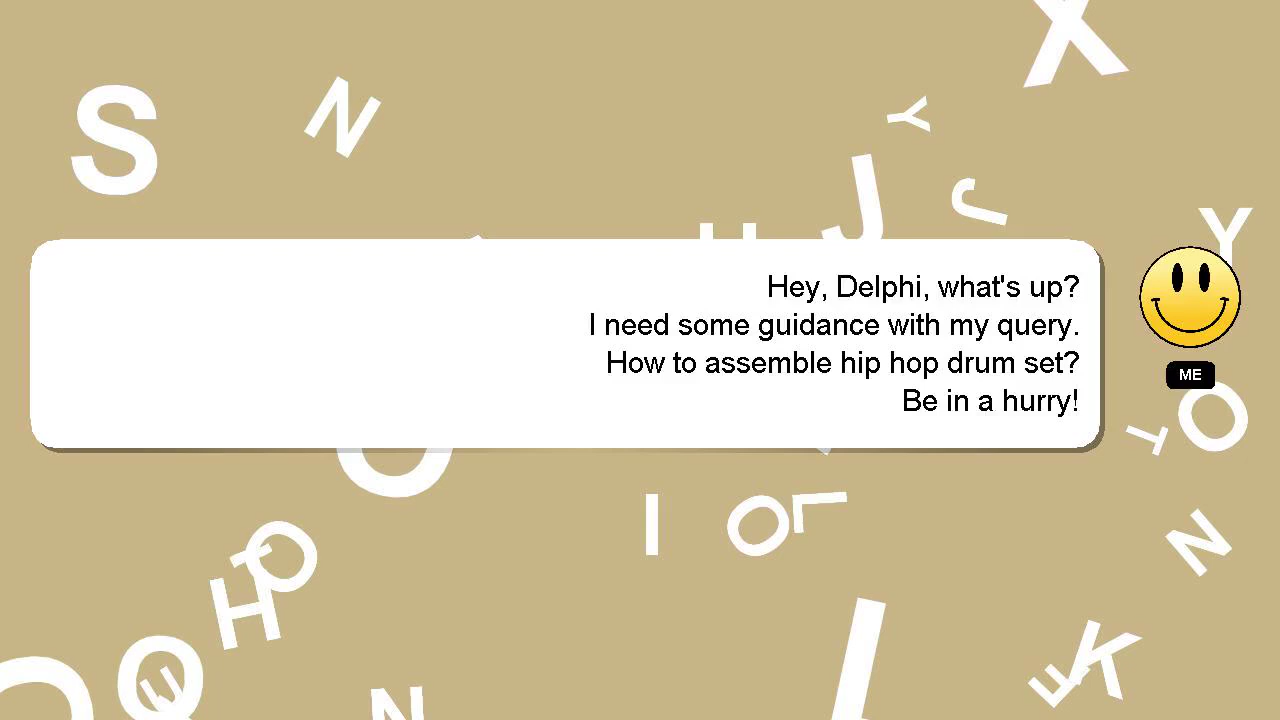 Hey, Delphi, what's up?
I need some guidance with my query.
How to assemble hip hop drum set?
Be in a hurry!
ME
S
N
X
Y
J
J
Y
O
T
I
O
L
N
O
T
H
O
N
K
E